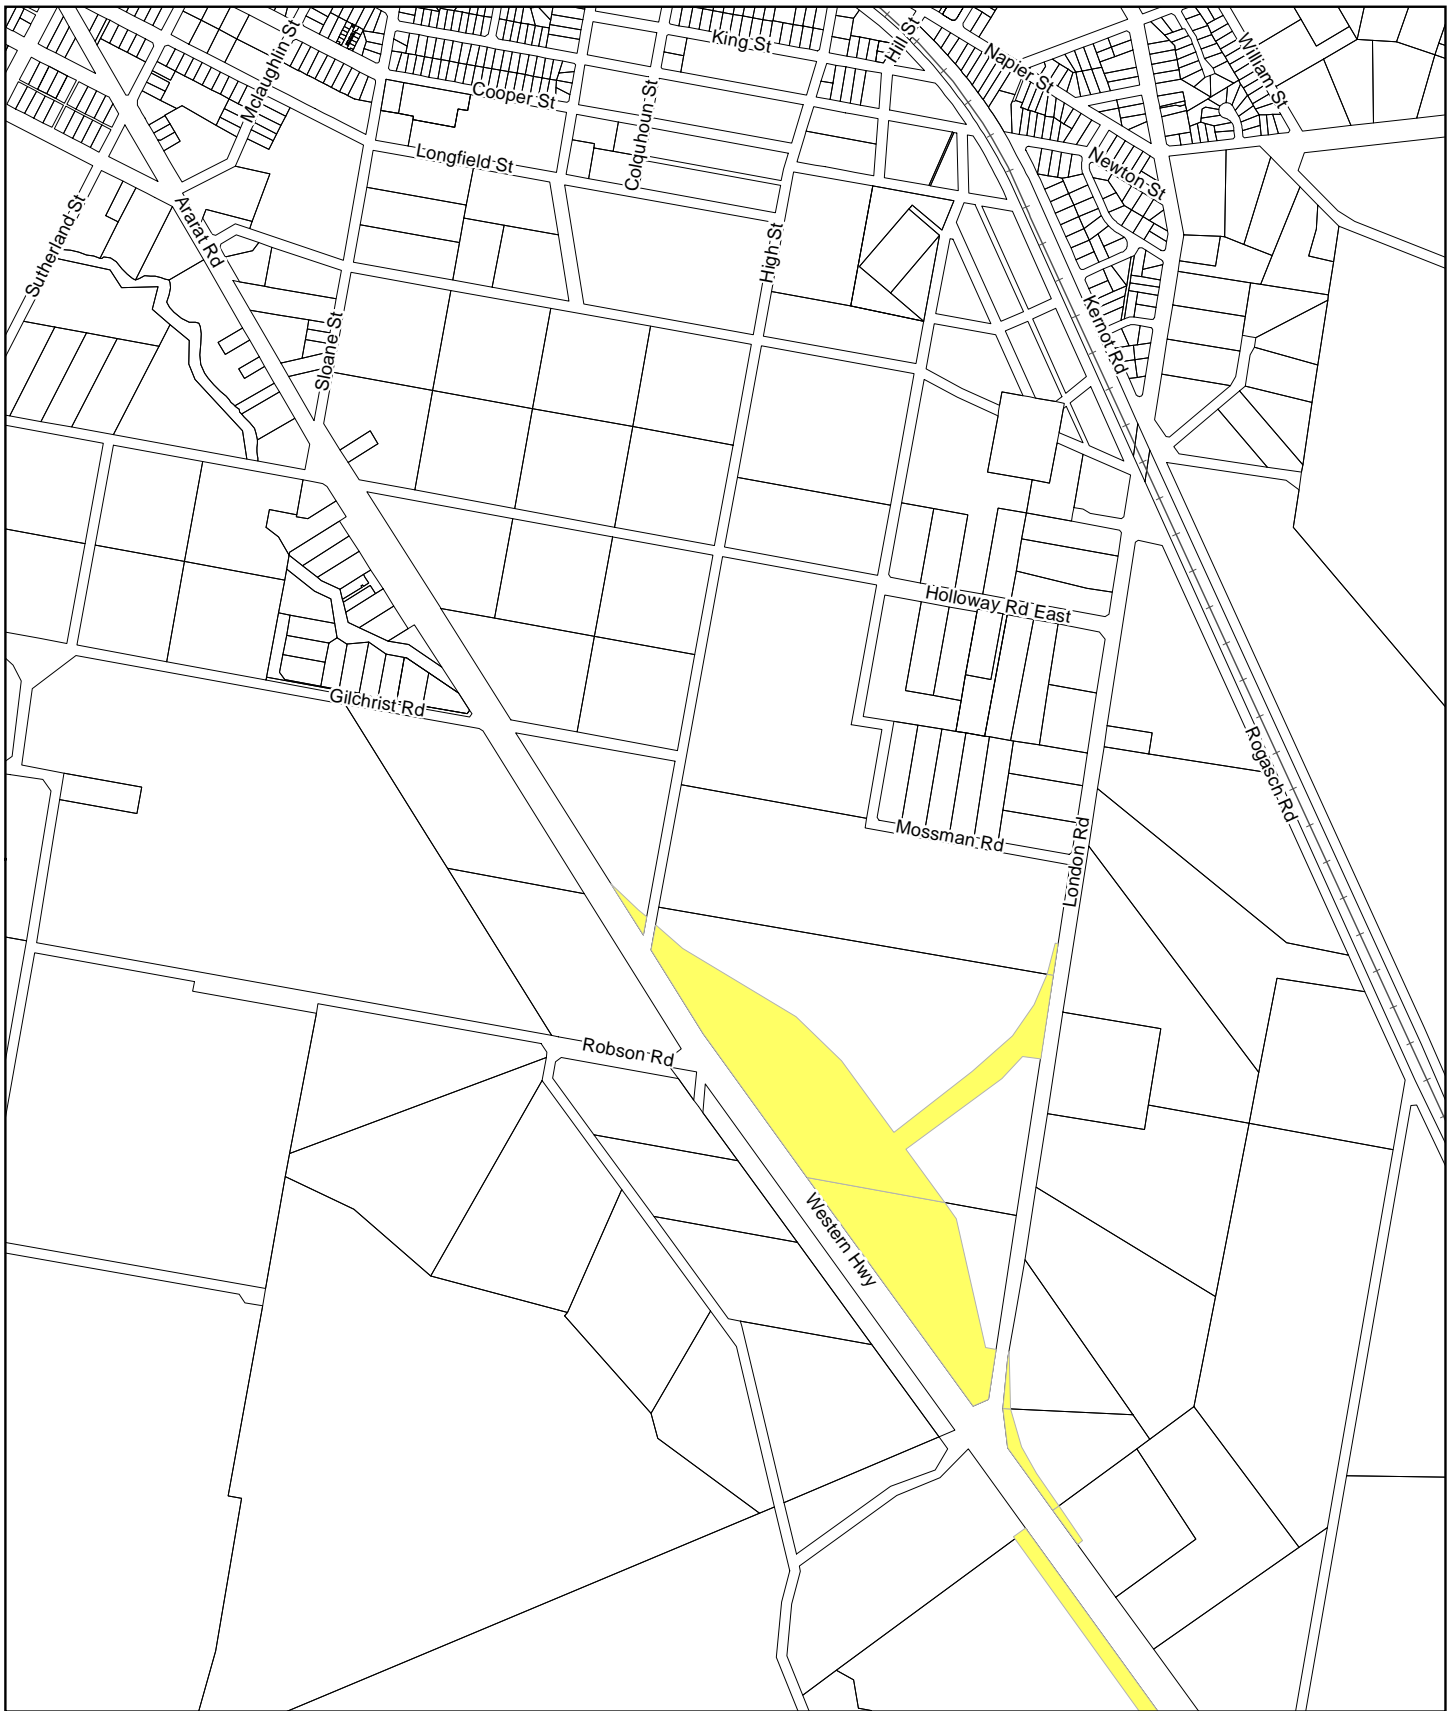 King St
Hill St
Napier St
William St
Mclaughlin St
Cooper St
Colquhoun St
Longfield St
Newton St
Sutherland St
Ararat Rd
High St
Kernot Rd
Sloane St
Holloway Rd East
Gilchrist Rd
Rogasch Rd
Mossman Rd
London Rd
Robson Rd
Western Hwy